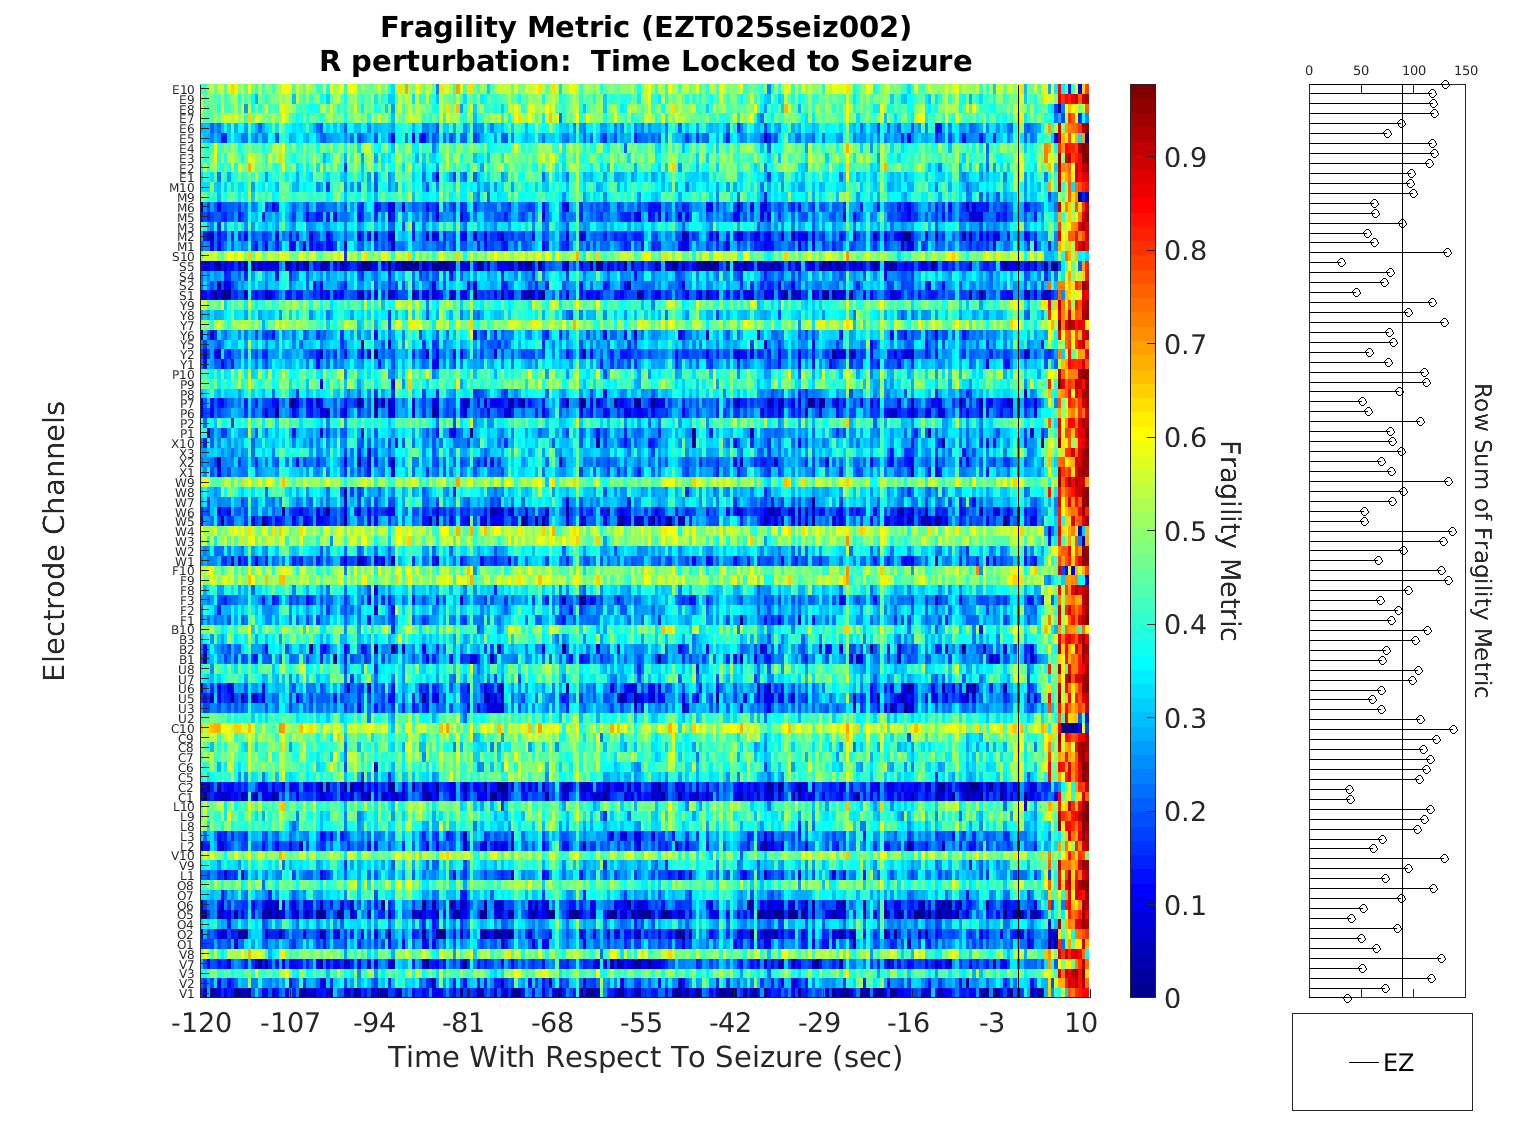 Fragility Metric (EZT025seiz002)
R perturbation:  Time Locked to Seizure
Electrode Channels
E10
E9
E8
E7
E6
E5
E4
E3
E2
E1
M10
M9
M6
M5
M3
M2
M1
S10
S5
S4
S2
S1
Y9
Y8
Y7
Y6
Y5
Y2
Y1
P10
P9
P8
P7
P6
P2
P1
X10
X3
X2
X1
W9
W8
W7
W6
W5
W4
W3
W2
W1
F10
F9
F8
F3
F2
F1
B10
B3
B2
B1
U8
U7
U6
U5
U3
U2
C10
C9
C8
C7
C6
C5
C2
C1
L10
L9
L8
L3
L2
V10
V9
L1
O8
O7
O6
O5
O4
O2
O1
V8
V7
V3
V2
V1
-120 -107 -94 -81 -68 -55 -42 -29 -16 -3 10
Time With Respect To Seizure (sec)
0.9
0.8
0.7
0.6
0.5
0.4
0.3
0.2
0.1
0
Fragility Metric
0 50 100 150
Row Sum of Fragility Metric
EZ